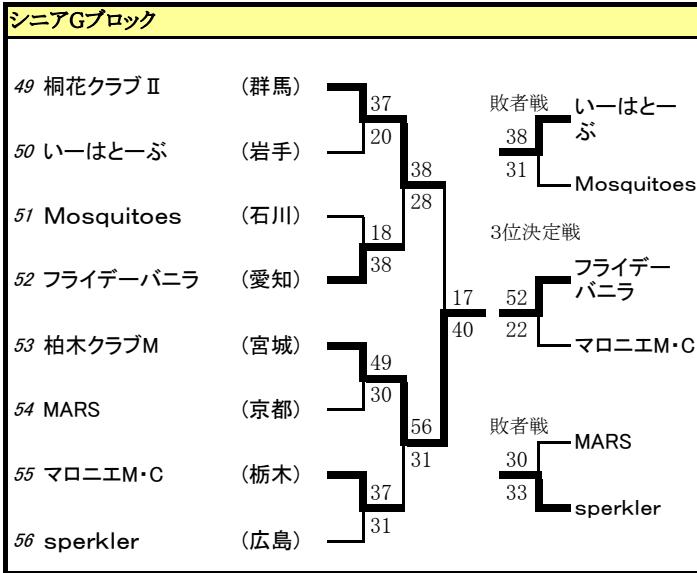 シニアGブロック
49 桐花クラブⅡ (群馬)
50 いーはとーぶ (岩手)
51 Mosquitoes (石川)
52 フライデーバニラ (愛知)
53 柏木クラブM (宮城)
54 MARS (京都)
55 マロニエM・C (栃木)
56 sperkler (広島)
37
20
18
38
49
30
37
31
38
28
56
31
17
40
敗者戦
いーはとー
ぶ
38
31
Mosquitoes
3位決定戦
フライデー
バニラ
52
22
マロニエM・C
敗者戦
MARS
30
33
sperkler